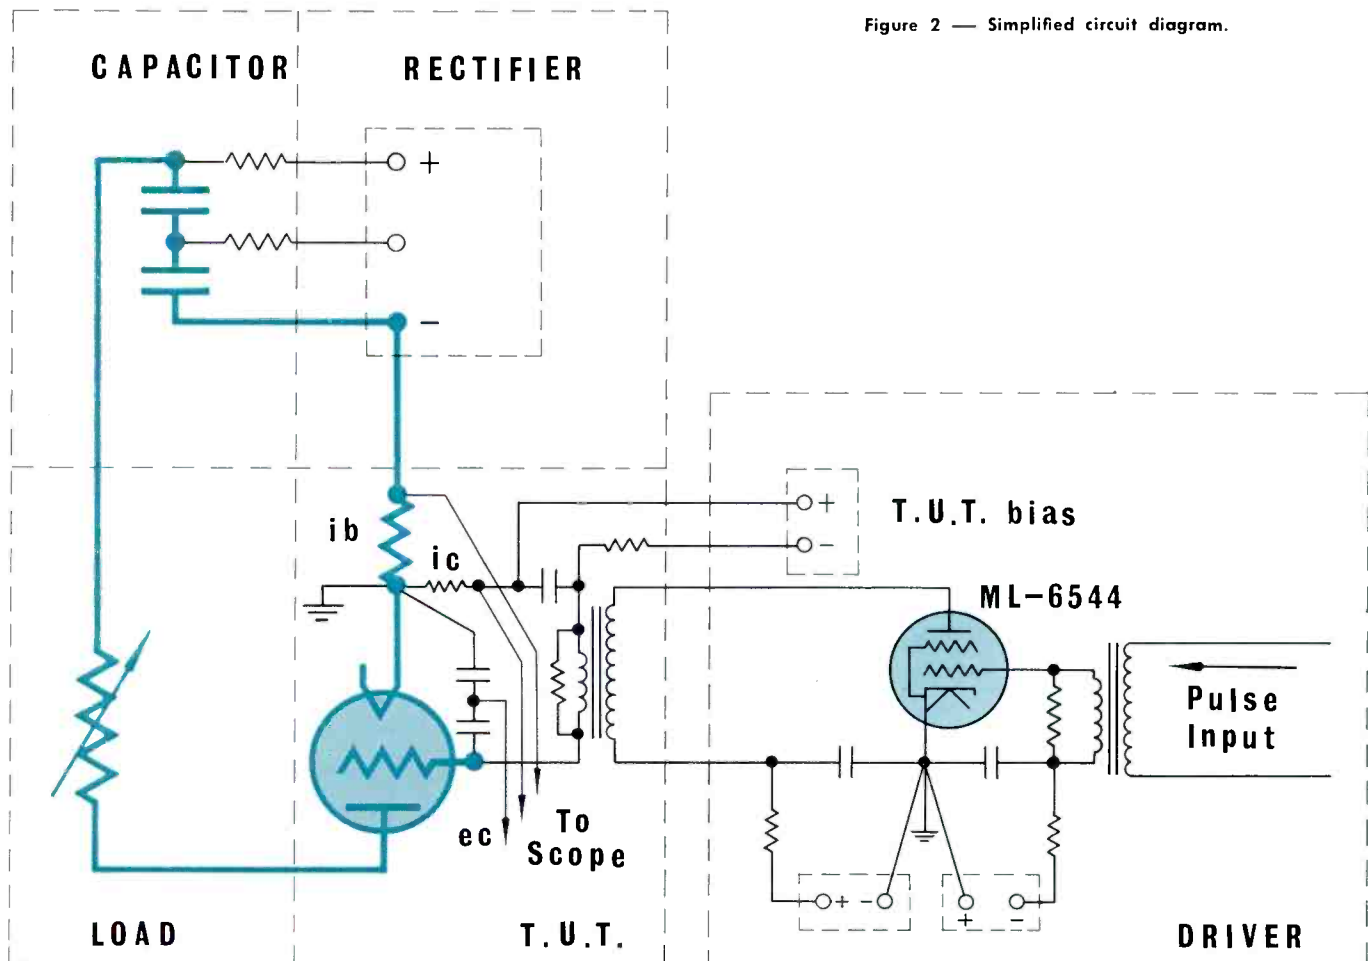 Figure 2 — Simplified circuit diagram.
CAPACITOR
RECTIFIER
+
-
ib
ic
+
-
T.U.T. bias
ML-6544
Pulse
Input
ec
To
Scope
+ -
+ -
LOAD
T.U.T.
DRIVER